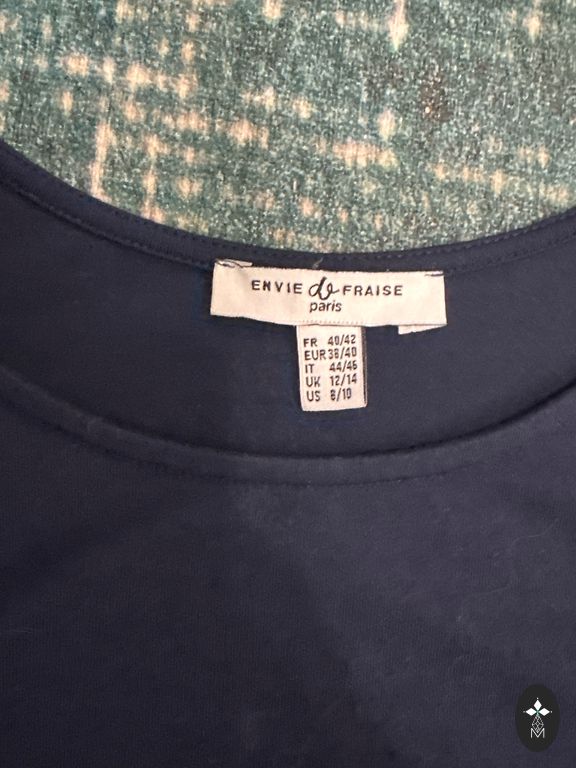 ENVIE de FRAISE
paris
FR 40/42
EUR 38/40
IT 44/46
UK 12/14
US 8/10
M